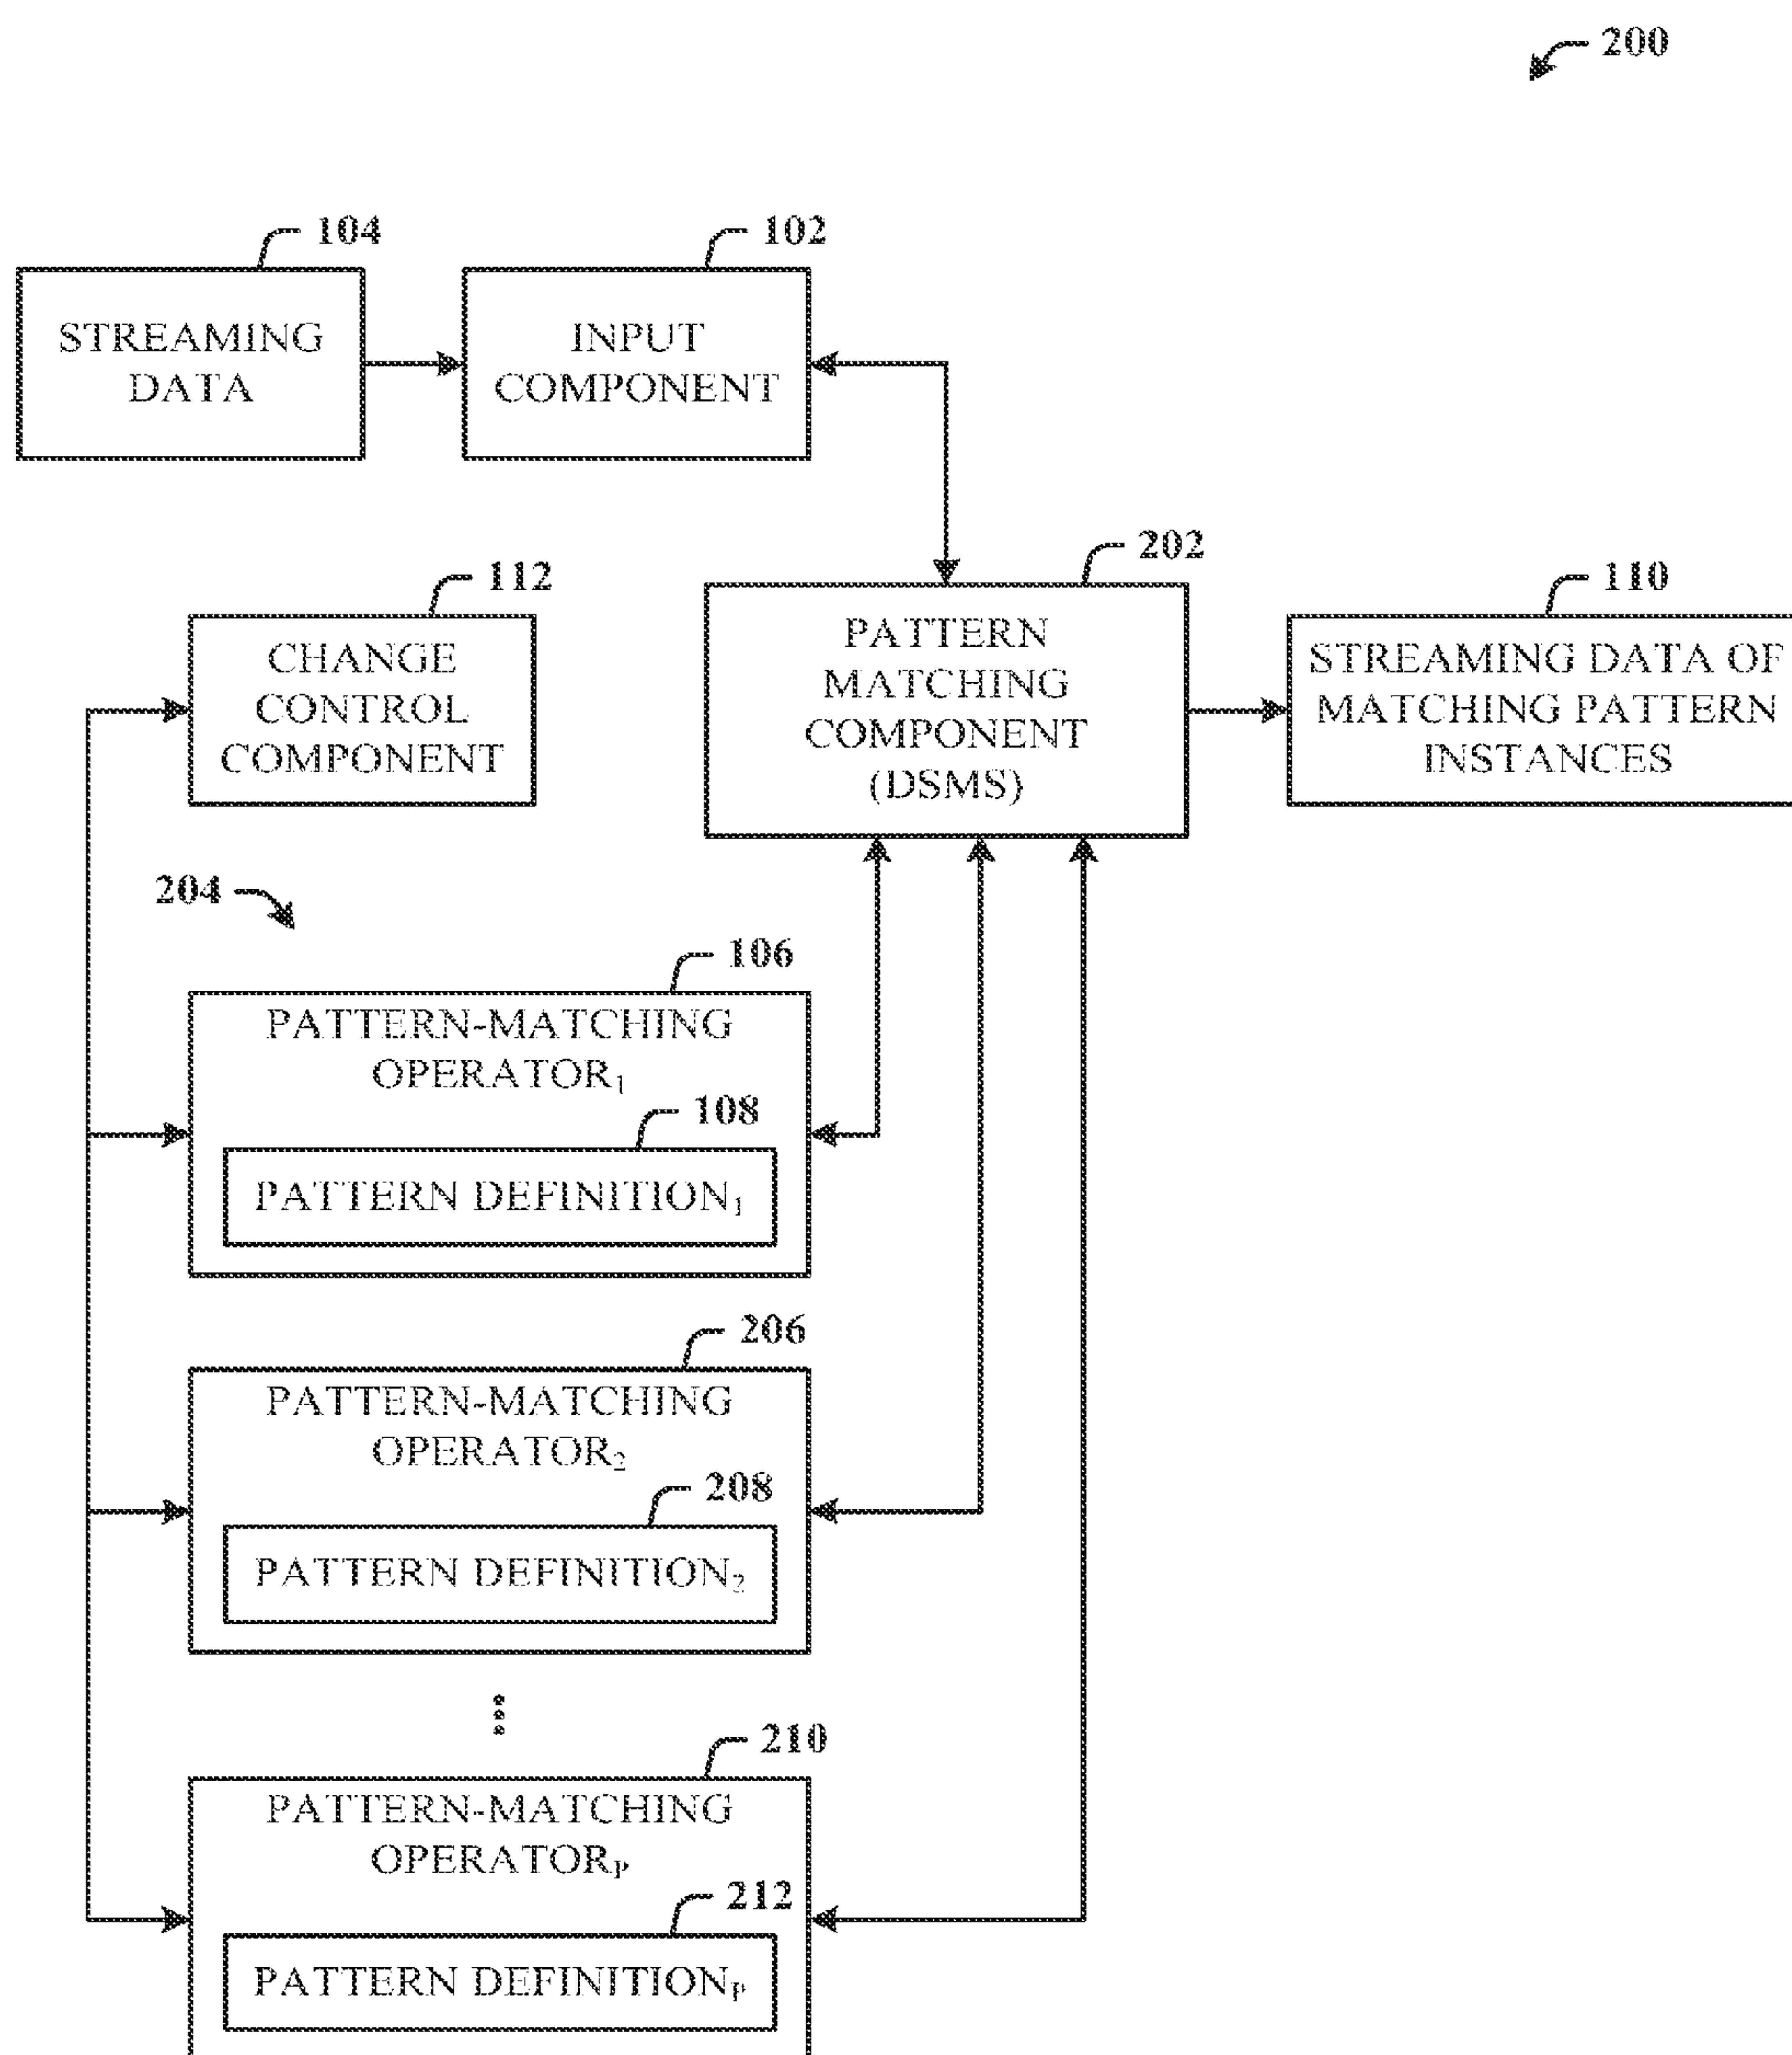 200
104
102
STREAMING
DATA
INPUT
COMPONENT
202
112
110
CHANGE
CONTROL
COMPONENT
PATTERN
MATCHING
COMPONENT
(DSMS)
STREAMING DATA OF
MATCHING PATTERN
INSTANCES
204
106
PATTERN-MATCHING
OPERATOR₁
108
PATTERN DEFINITION₁
206
PATTERN-MATCHING
OPERATOR₂
208
PATTERN DEFINITION₂
210
PATTERN-MATCHING
OPERATORₚ
212
PATTERN DEFINITIONₚ